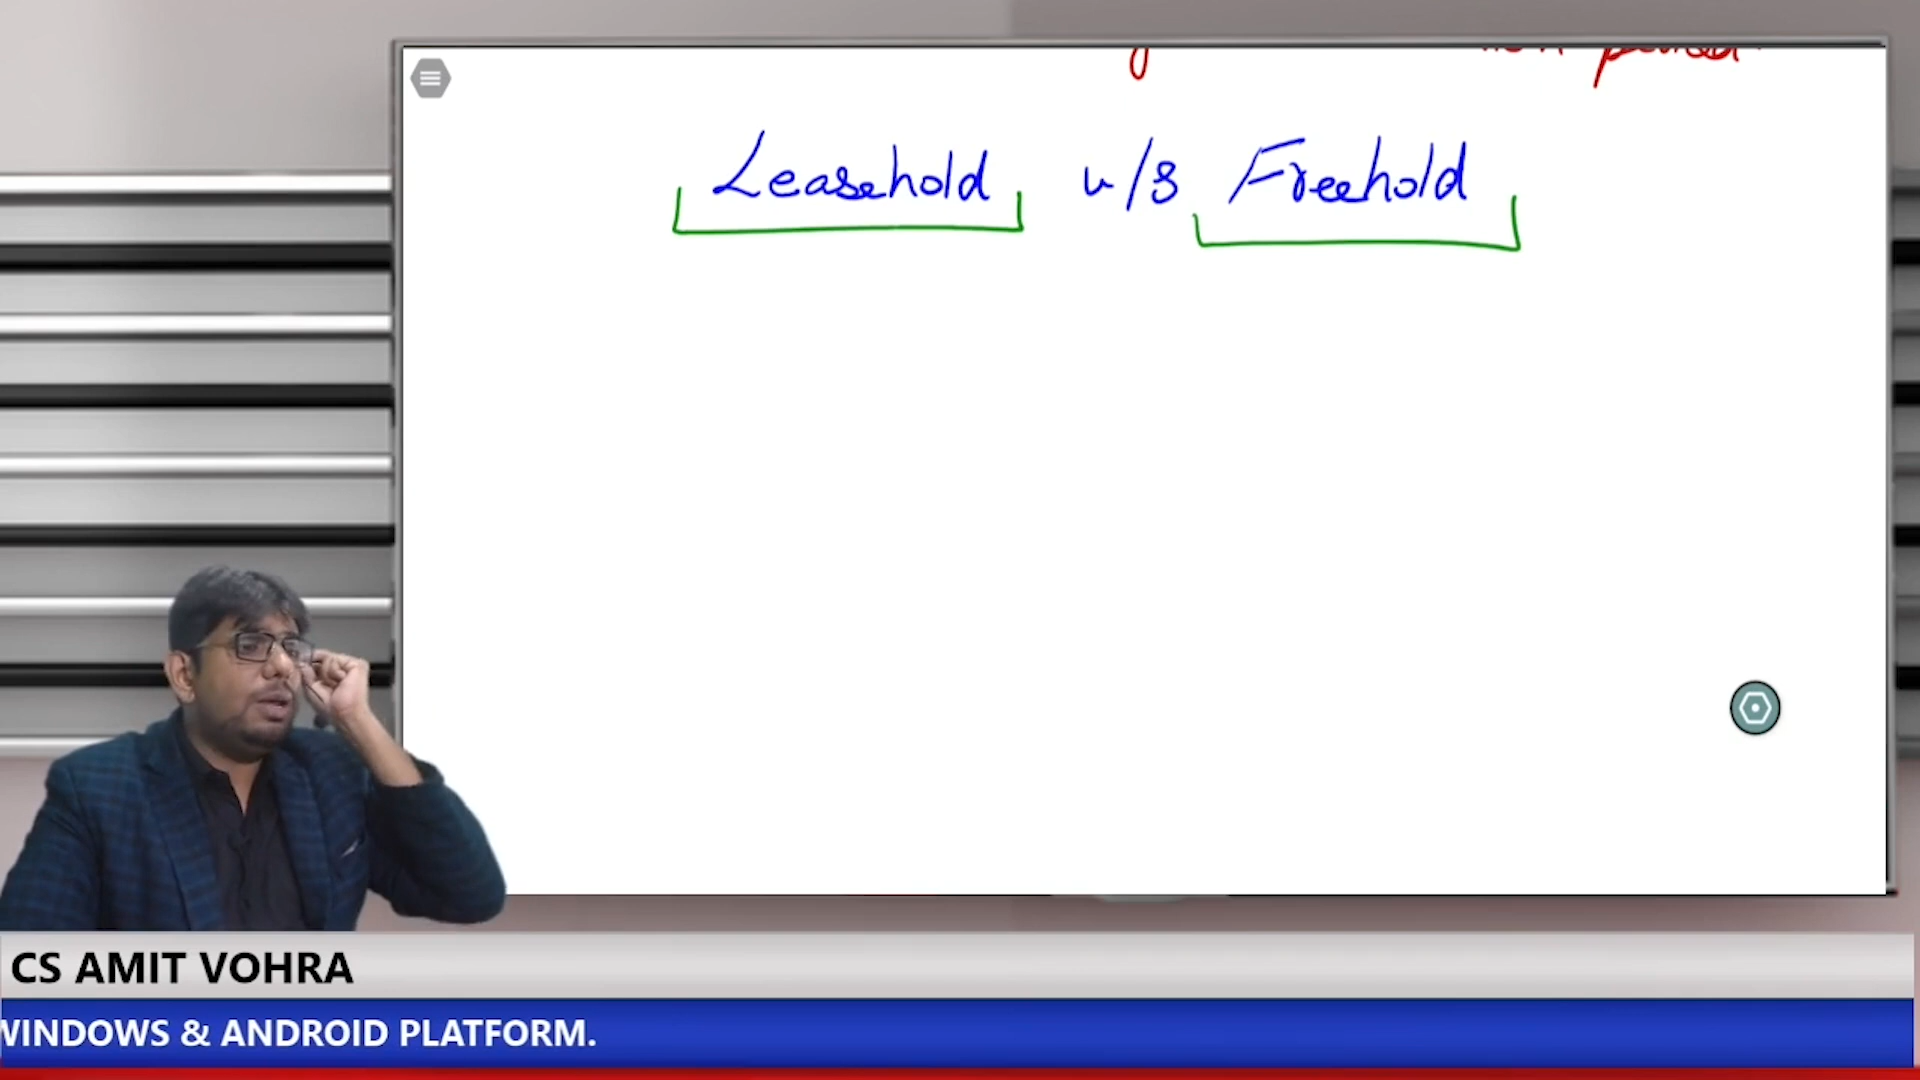 Leasehold v/s Freehold
CS AMIT VOHRA
WINDOWS & ANDROID PLATFORM.